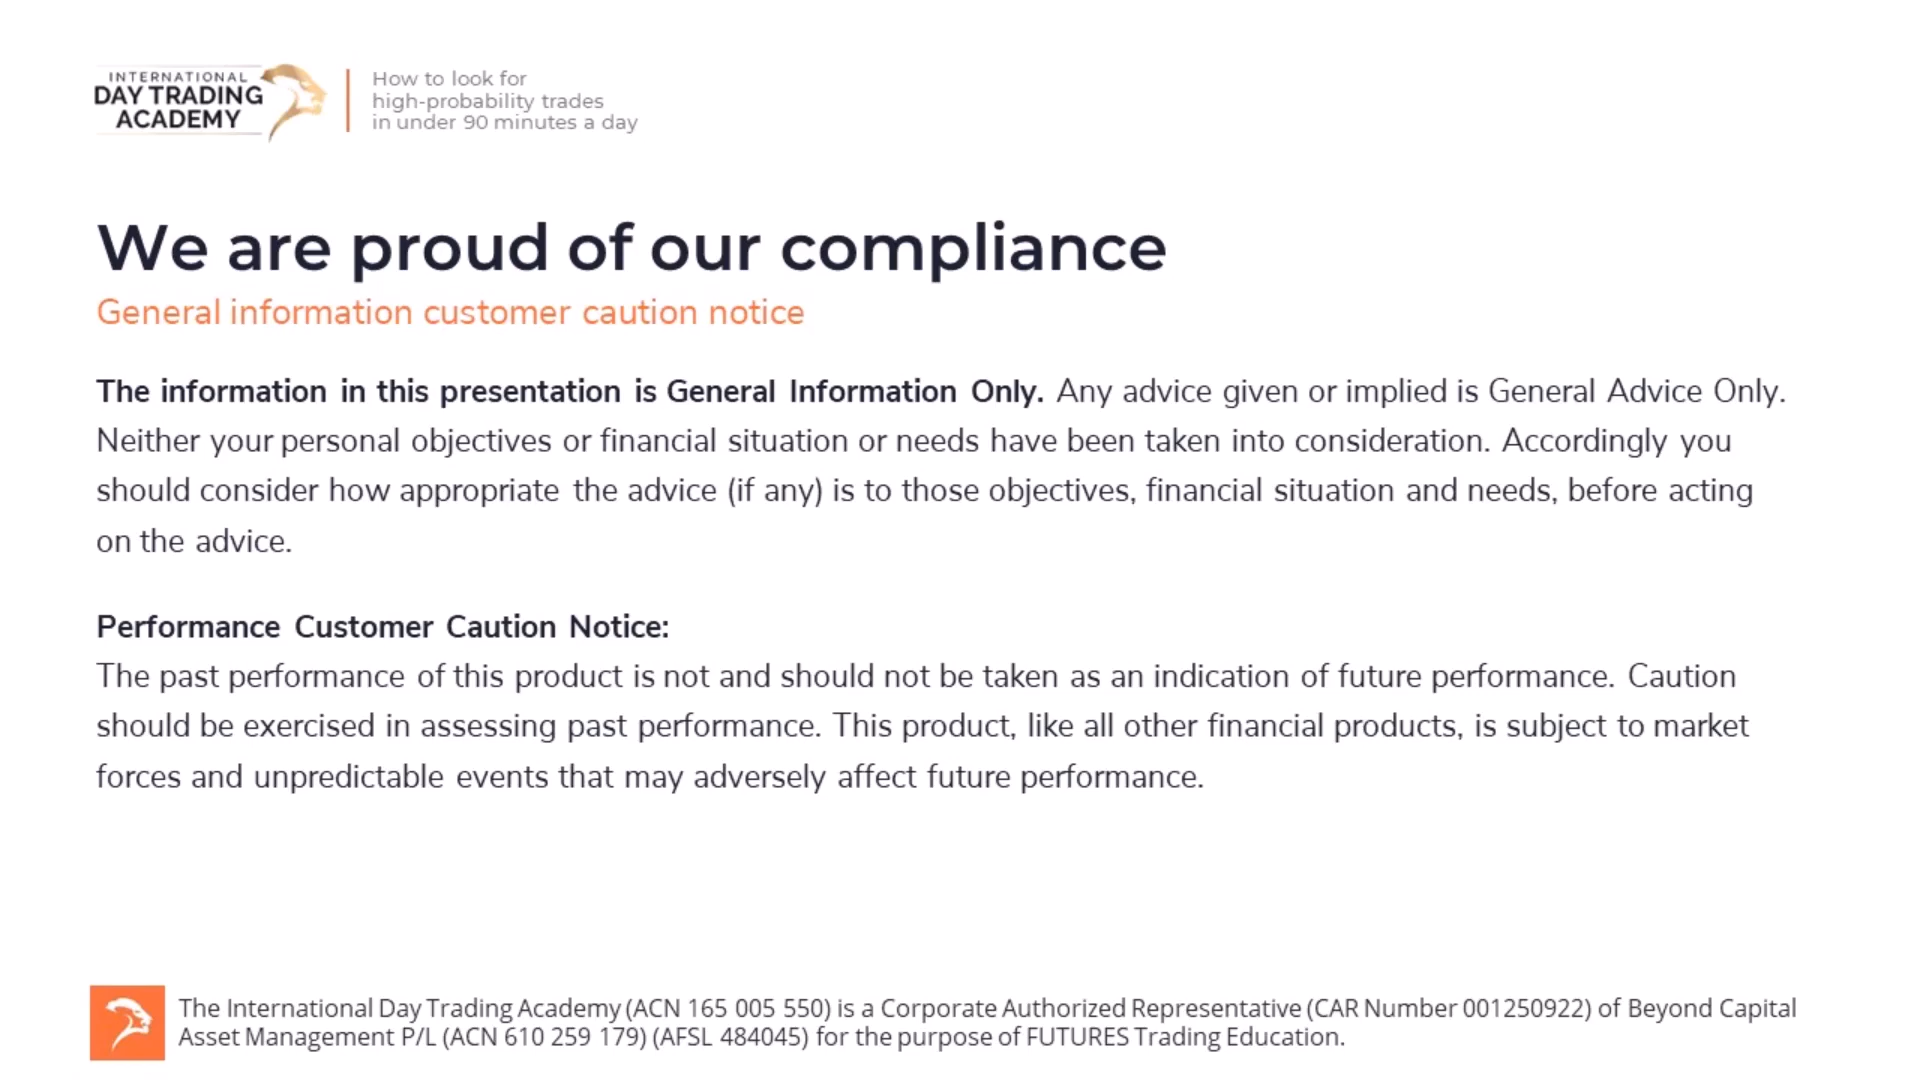 INTERNATIONAL
DAY TRADING
ACADEMY
How to look for
high-probability trades
in under 90 minutes a day
We are proud of our compliance
General information customer caution notice
The information in this presentation is General Information Only. Any advice given or implied is General Advice Only.
Neither your personal objectives or financial situation or needs have been taken into consideration. Accordingly you
should consider how appropriate the advice (if any) is to those objectives, financial situation and needs, before acting
on the advice.
Performance Customer Caution Notice:
The past performance of this product is not and should not be taken as an indication of future performance. Caution
should be exercised in assessing past performance. This product, like all other financial products, is subject to market
forces and unpredictable events that may adversely affect future performance.
The International Day Trading Academy (ACN 165 005 550) is a Corporate Authorized Representative (CAR Number 001250922) of Beyond Capital
Asset Management P/L (ACN 610 259 179) (AFSL 484045) for the purpose of FUTURES Trading Education.